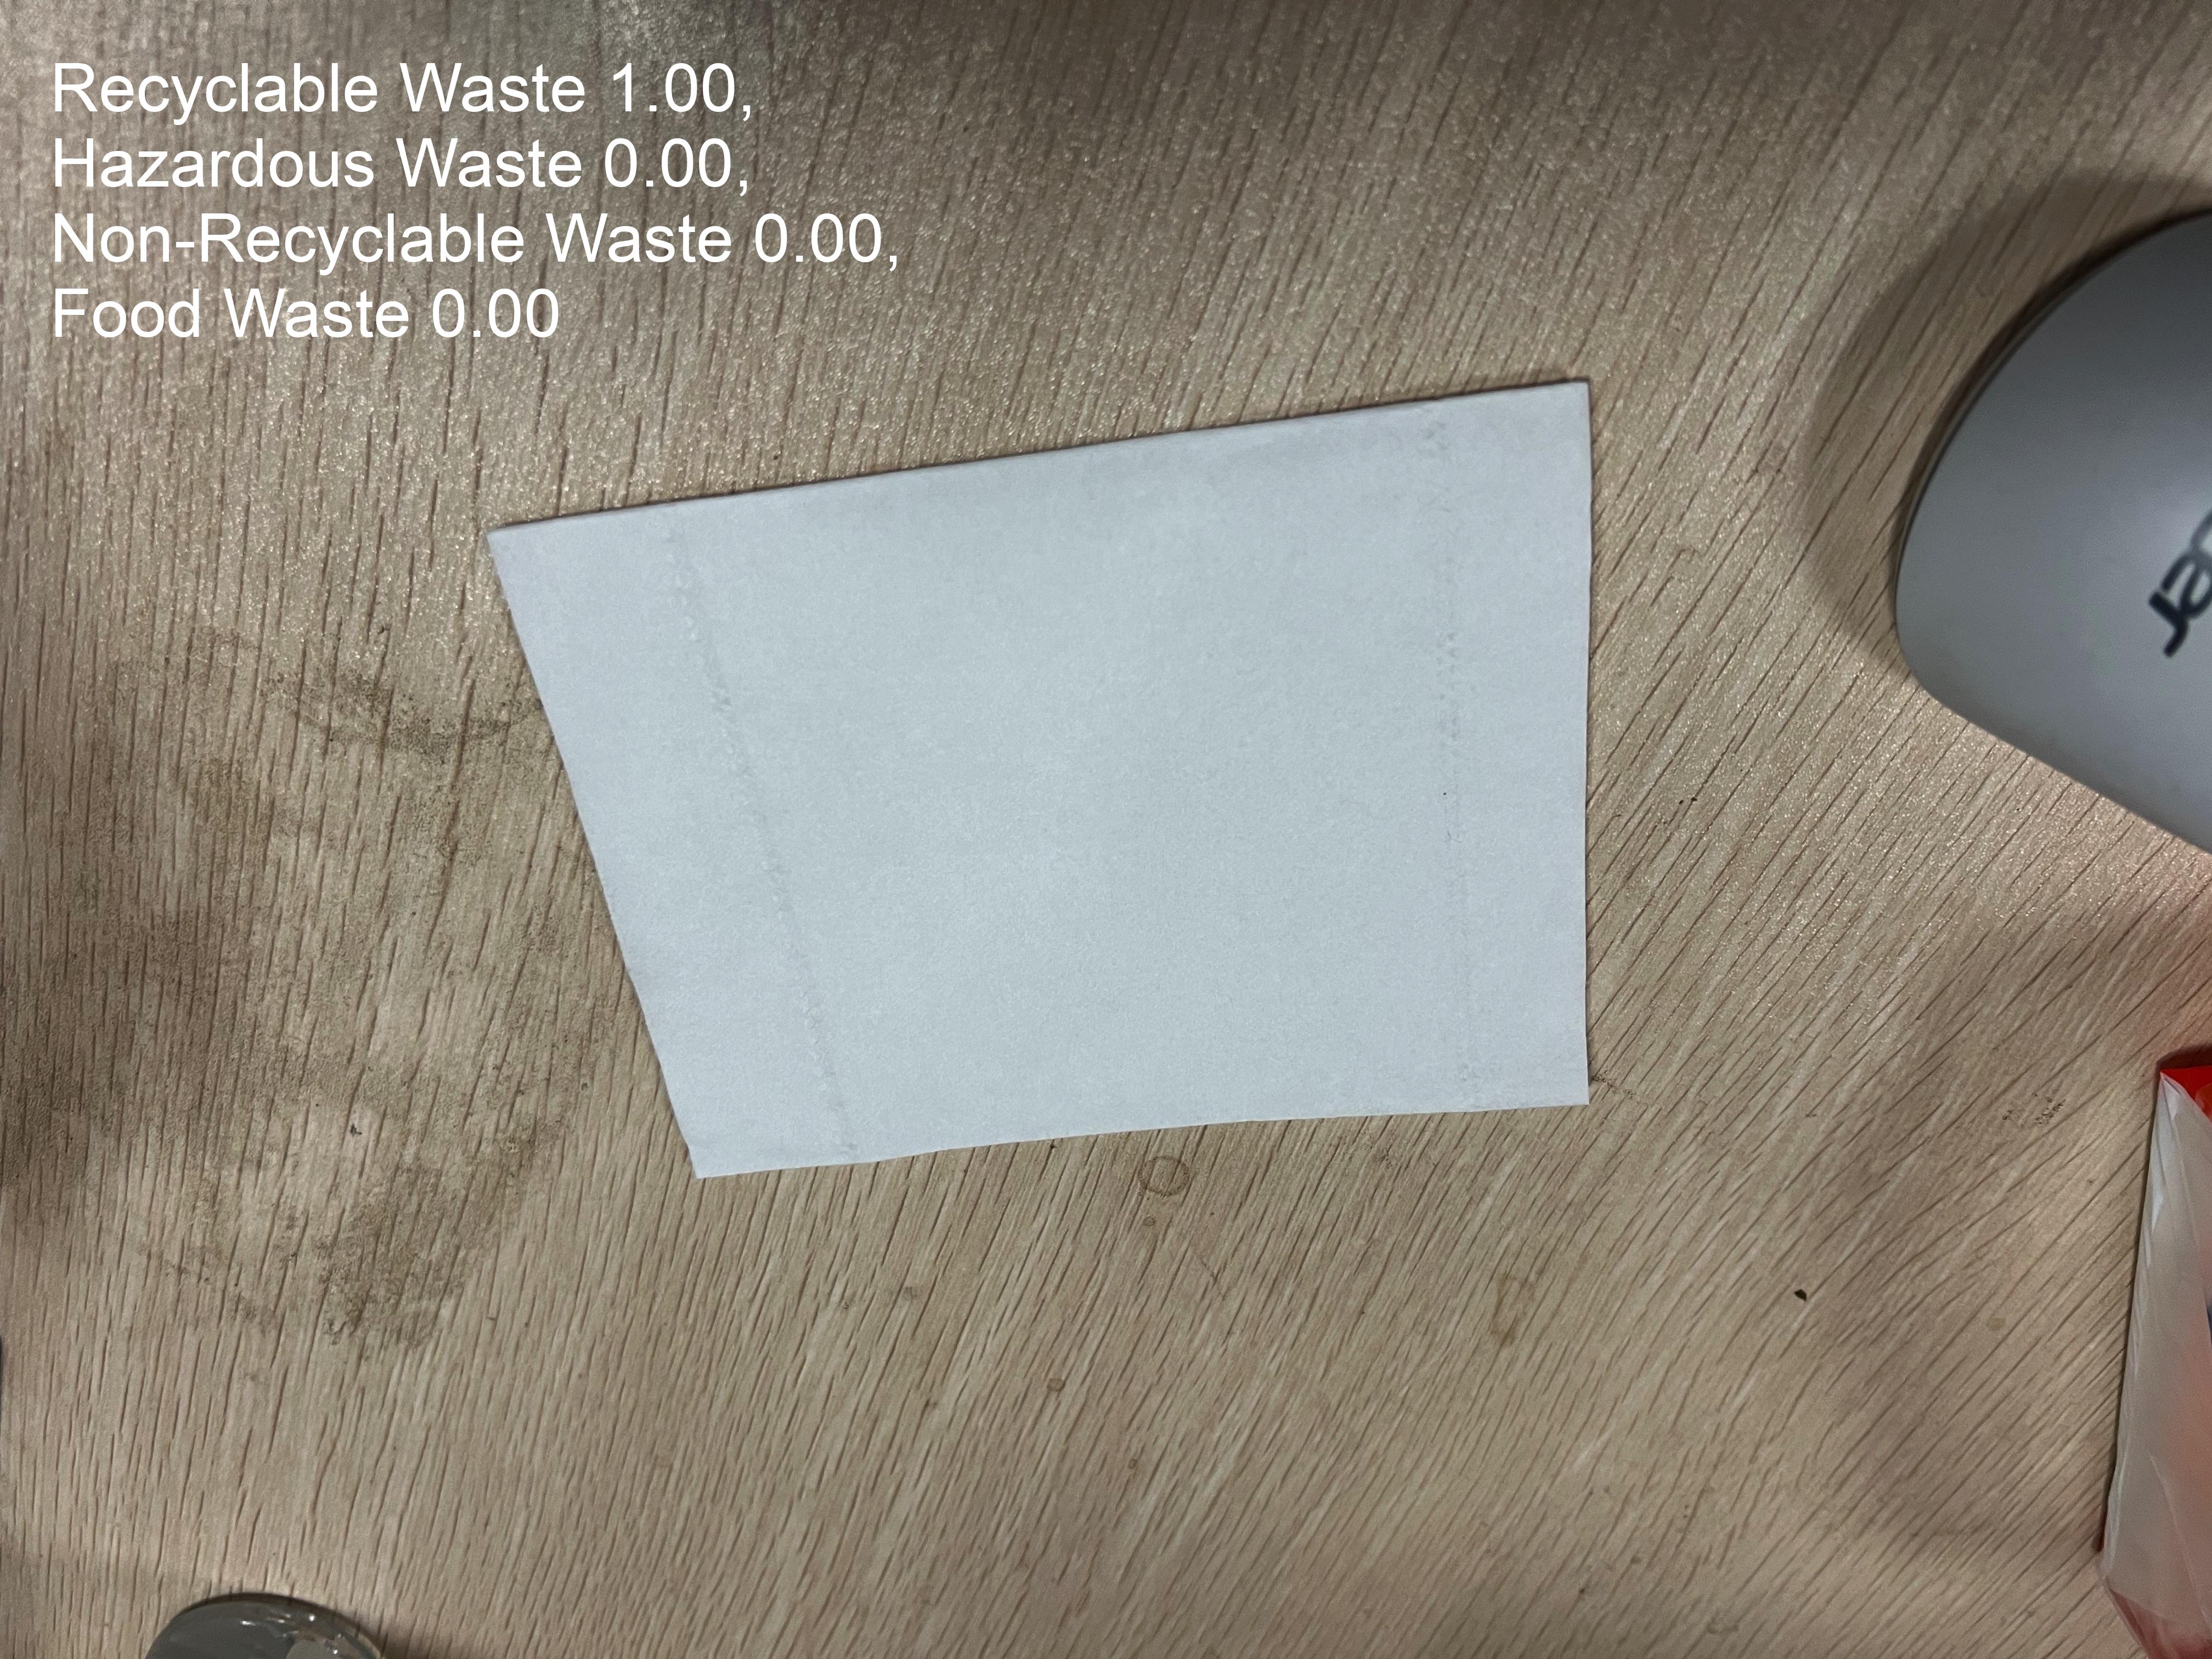 Recyclable Waste 1.00,
Hazardous Waste 0.00,
Non-Recyclable Waste 0.00,
Food Waste 0.00